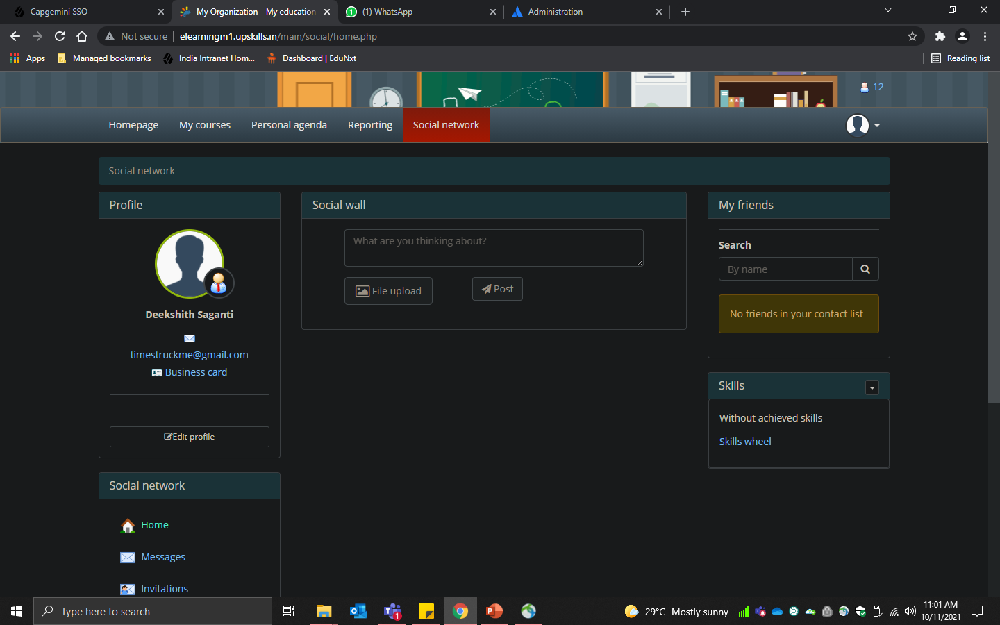 Capgemini SSO
My Organization - My education
(1) WhatsApp
Administration
Not secure
elearningm1.upskills.in/main/social/home.php
Apps
Managed bookmarks
India Intranet Hom...
Dashboard | EduNxt
Reading list
12
Homepage
My courses
Personal agenda
Reporting
Social network
Social network
Profile
Deekshith Saganti
timestruckme@gmail.com
Business card
Edit profile
Social network
Home
Messages
Invitations
Social wall
What are you thinking about?
File upload
Post
My friends
Search
By name
No friends in your contact list
Skills
Without achieved skills
Skills wheel
Type here to search
1
29°C Mostly sunny
11:01 AM
10/11/2021